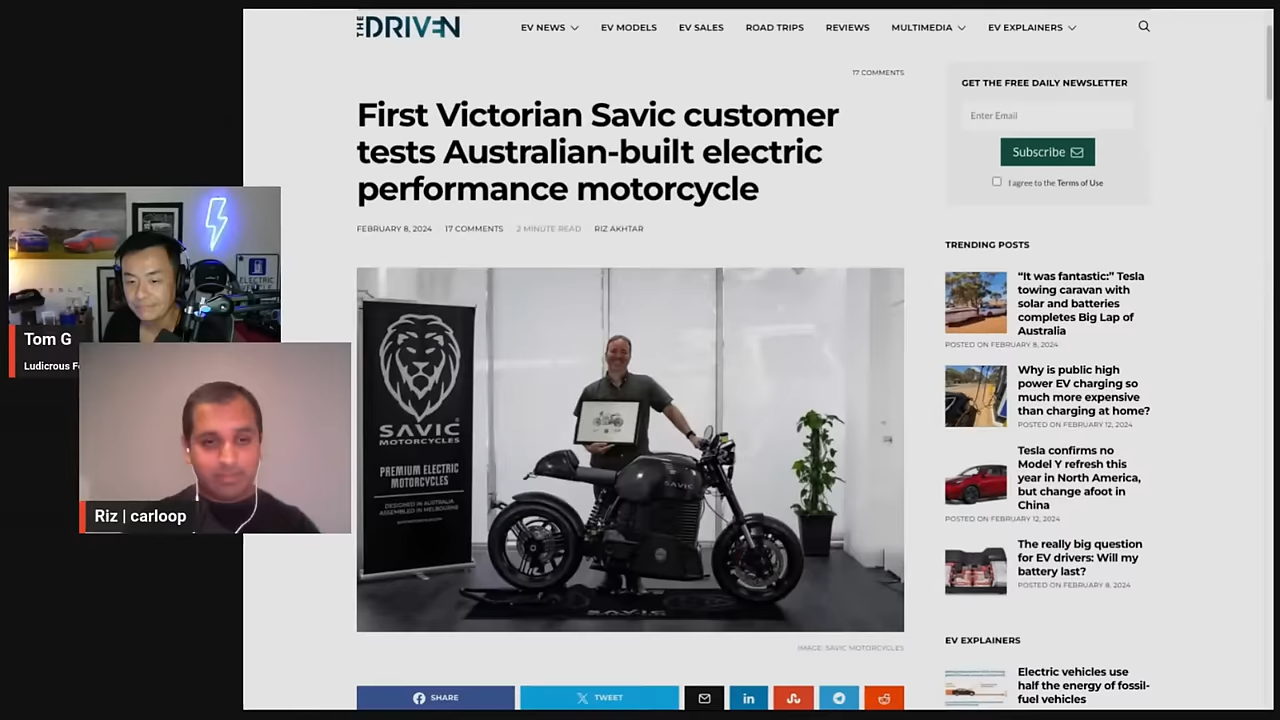 THE DRIVEN
EV NEWS
EV MODELS
EV SALES
ROAD TRIPS
REVIEWS
MULTIMEDIA
EV EXPLAINERS
17 COMMENTS
First Victorian Savic customer
tests Australian-built electric
performance motorcycle
FEBRUARY 8, 2024
17 COMMENTS
2 MINUTE READ
RIZ AKHTAR
SAVIC
MOTORCYCLES
PREMIUM ELECTRIC
MOTORCYCLES
DESIGNED IN AUSTRALIA
ASSEMBLED IN MELBOURNE
SAVIC
SAVIC
IMAGE: SAVIC MOTORCYCLES
SHARE
TWEET
in
GET THE FREE DAILY NEWSLETTER
Enter Email
Subscribe
I agree to the Terms of Use
TRENDING POSTS
“It was fantastic:” Tesla
towing caravan with
solar and batteries
completes Big Lap of
Australia
POSTED ON FEBRUARY 8, 2024
Why is public high
power EV charging so
much more expensive
than charging at home?
POSTED ON FEBRUARY 12, 2024
Tesla confirms no
Model Y refresh this
year in North America,
but change afoot in
China
POSTED ON FEBRUARY 12, 2024
The really big question
for EV drivers: Will my
battery last?
POSTED ON FEBRUARY 8, 2024
EV EXPLAINERS
Electric vehicles use
half the energy of fossil-
fuel vehicles
ELECTRIC
Tom G
Ludicrous Fe
Riz | carloop